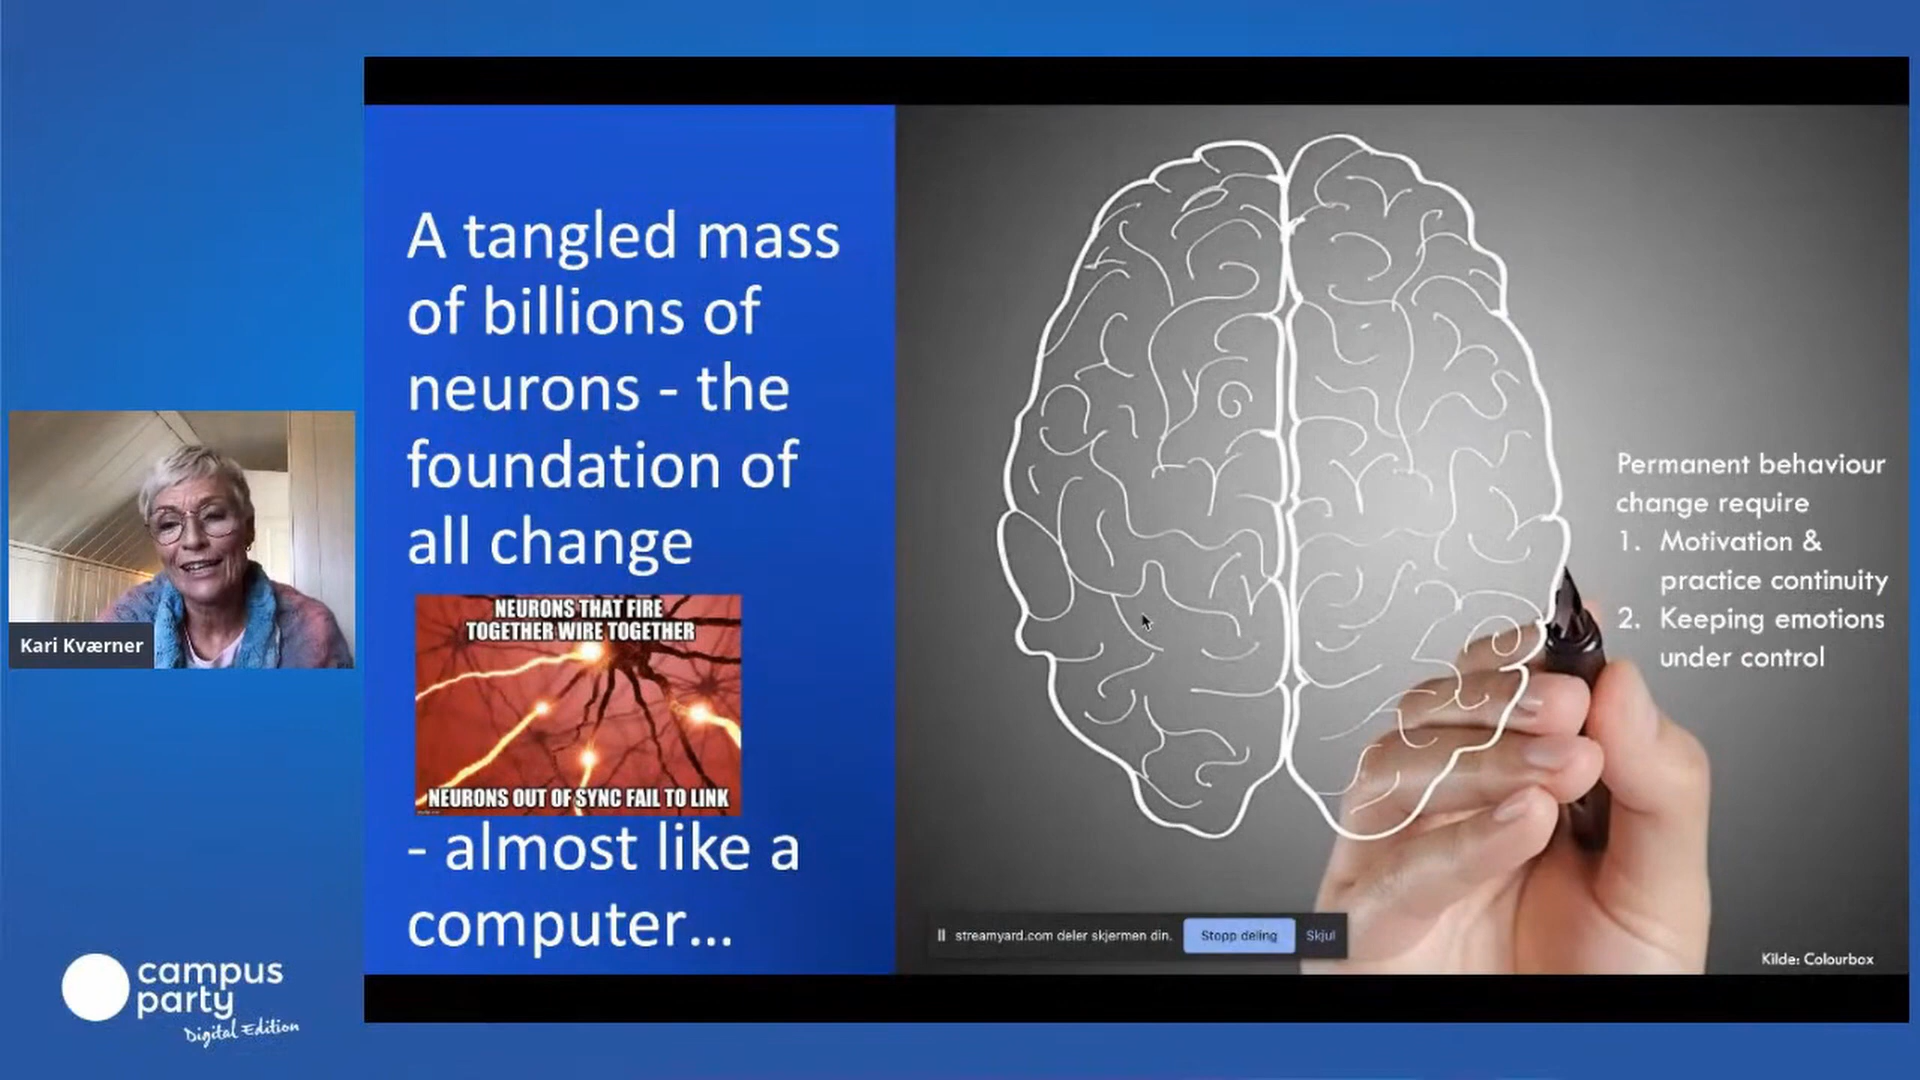 A tangled mass
of billions of
neurons - the
foundation of
all change
NEURONS THAT FIRE
TOGETHER WIRE TOGETHER
NEURONS OUT OF SYNC FAIL TO LINK
- almost like a
computer...
Permanent behaviour
change require
1. Motivation &
practice continuity
2. Keeping emotions
under control
Kari Kværner
streamyard.com deler skjermen din.
Stopp deling
Skjul
Kilde: Colourbox
campus
party
Digital Edition